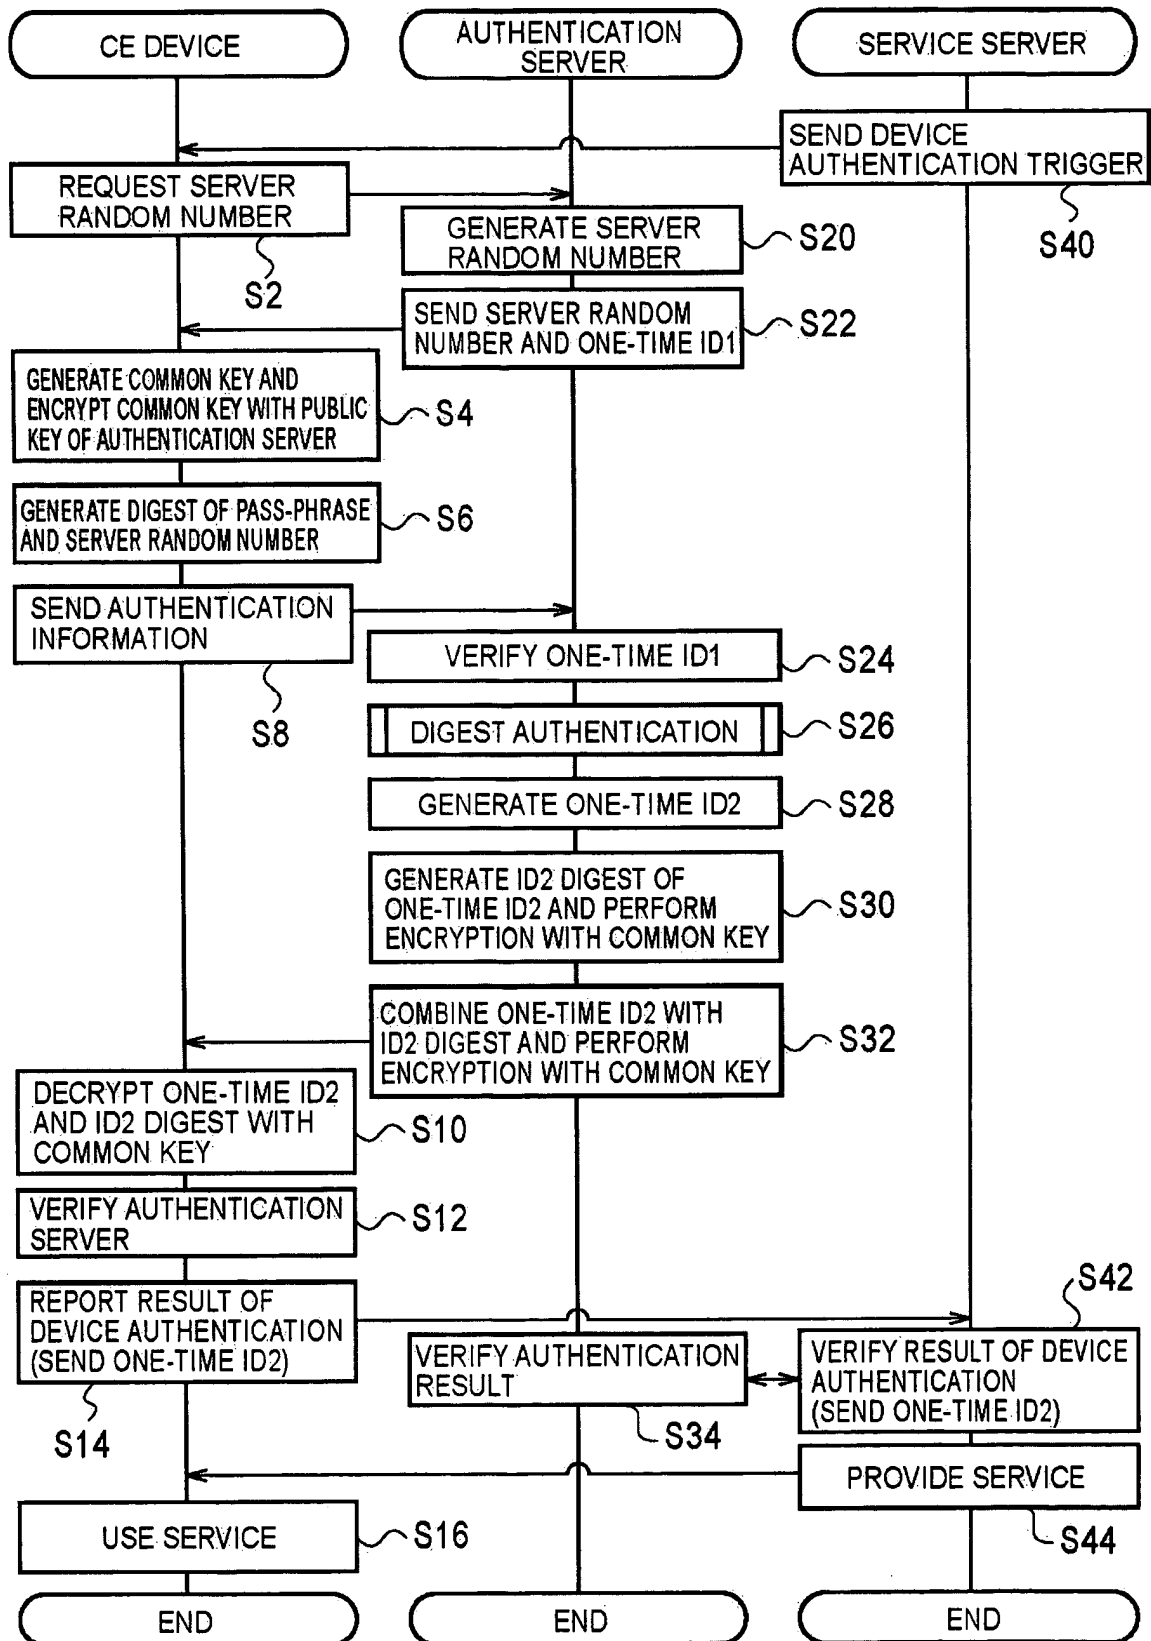 CE DEVICE
AUTHENTICATION
SERVER
SERVICE SERVER
SEND DEVICE
AUTHENTICATION TRIGGER
S40
REQUEST SERVER
RANDOM NUMBER
S2
GENERATE SERVER
RANDOM NUMBER
S20
SEND SERVER RANDOM
NUMBER AND ONE-TIME ID1
S22
GENERATE COMMON KEY AND
ENCRYPT COMMON KEY WITH PUBLIC
KEY OF AUTHENTICATION SERVER
S4
GENERATE DIGEST OF PASS-PHRASE
AND SERVER RANDOM NUMBER
S6
SEND AUTHENTICATION
INFORMATION
S8
VERIFY ONE-TIME ID1
S24
DIGEST AUTHENTICATION
S26
GENERATE ONE-TIME ID2
S28
GENERATE ID2 DIGEST OF
ONE-TIME ID2 AND PERFORM
ENCRYPTION WITH COMMON KEY
S30
COMBINE ONE-TIME ID2 WITH
ID2 DIGEST AND PERFORM
ENCRYPTION WITH COMMON KEY
S32
DECRYPT ONE-TIME ID2
AND ID2 DIGEST WITH
COMMON KEY
S10
VERIFY AUTHENTICATION
SERVER
S12
REPORT RESULT OF
DEVICE AUTHENTICATION
(SEND ONE-TIME ID2)
S14
VERIFY AUTHENTICATION
RESULT
S34
S42
VERIFY RESULT OF DEVICE
AUTHENTICATION
(SEND ONE-TIME ID2)
PROVIDE SERVICE
S44
USE SERVICE
S16
END
END
END